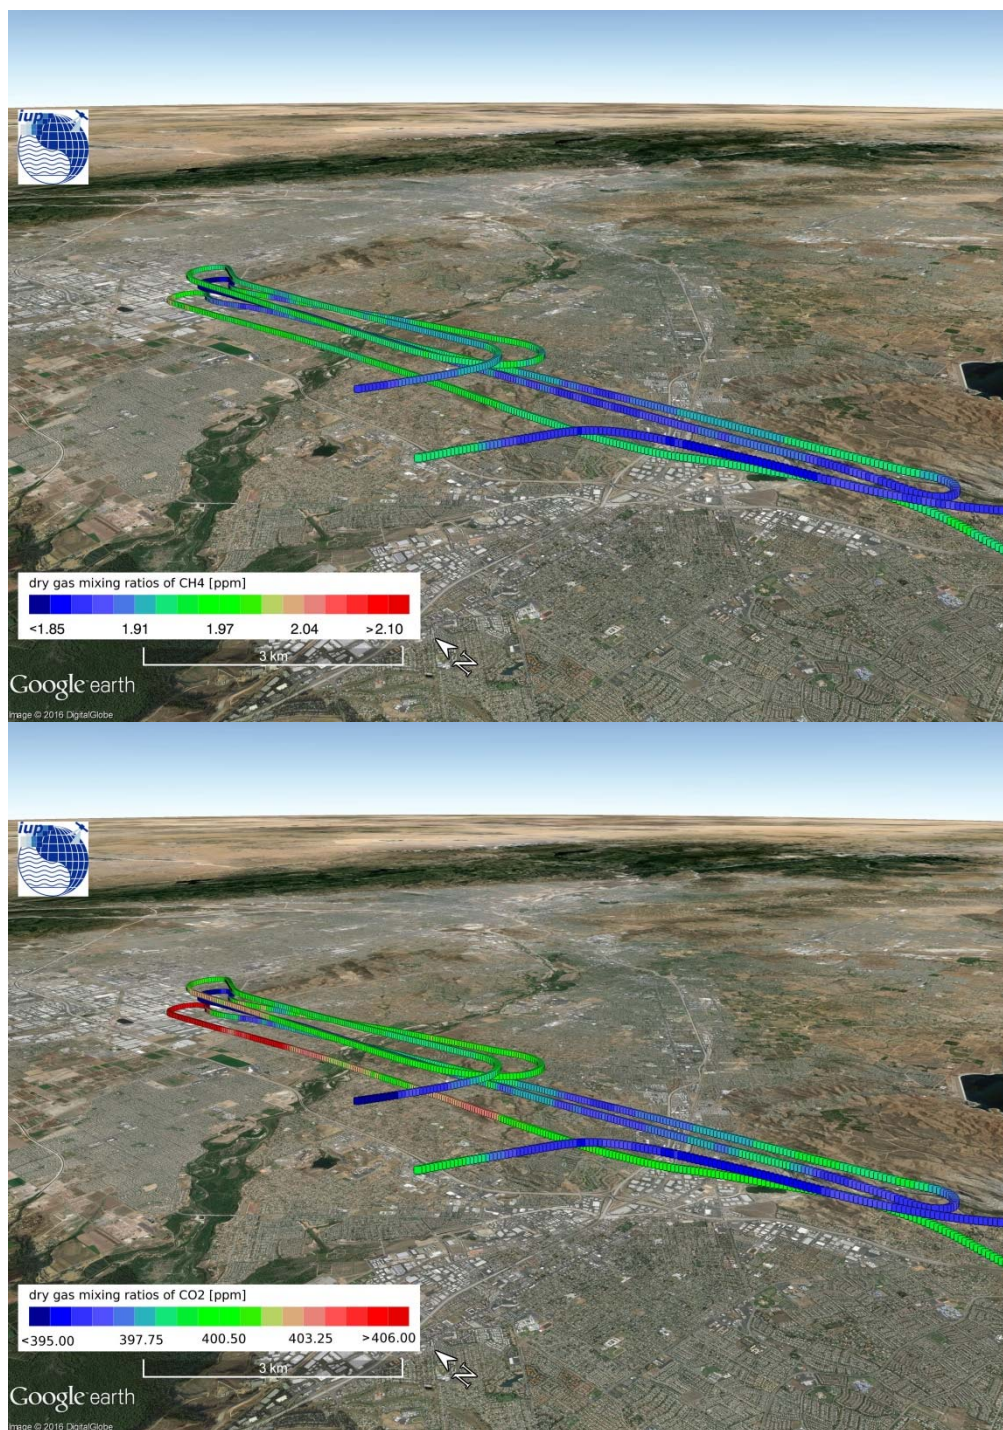 iup
dry gas mixing ratios of CH4 [ppm]
<1.85 1.91 1.97 2.04 >2.10
3 km
N
Google earth
Image © 2016 DigitalGlobe
iup
dry gas mixing ratios of CO2 [ppm]
<395.00 397.75 400.50 403.25 >406.00
3 km
N
Google earth
Image © 2016 DigitalGlobe